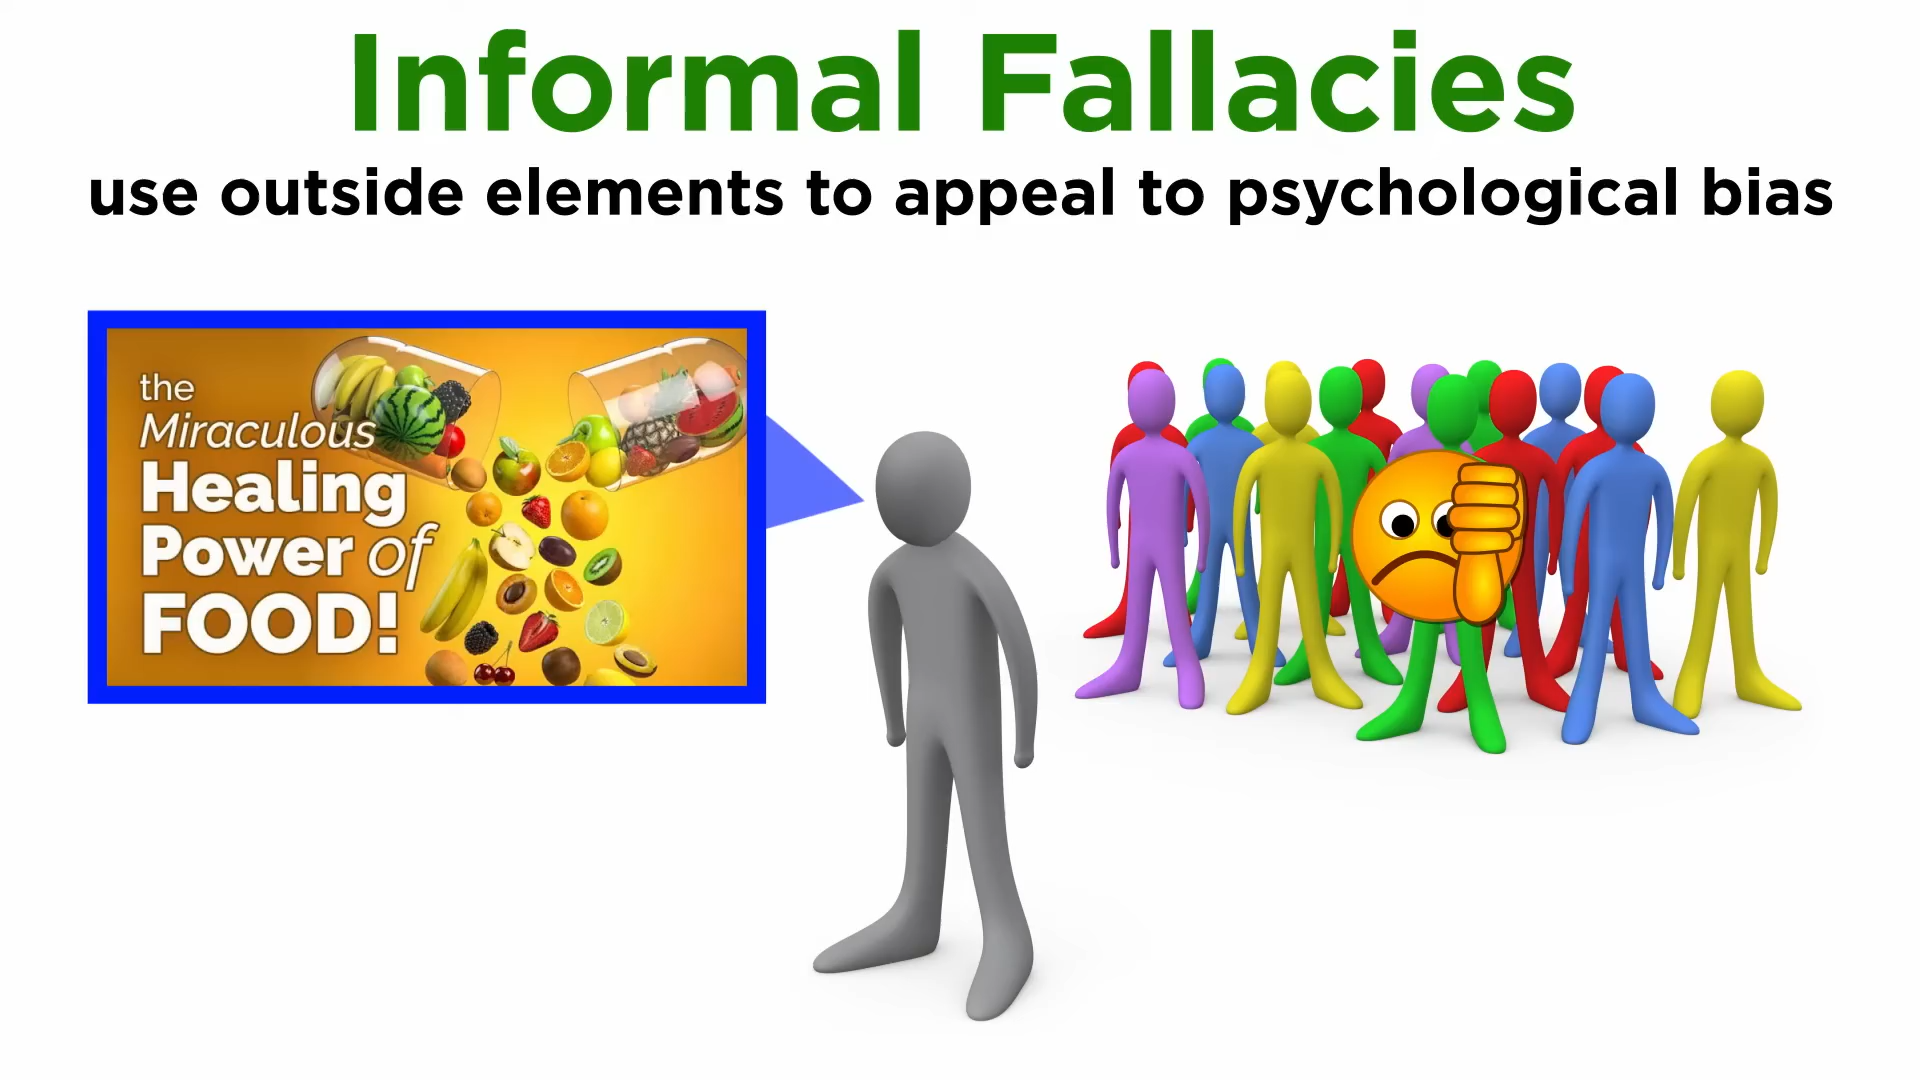 Informal Fallacies
use outside elements to appeal to psychological bias
the
Miraculous
Healing
Power of
FOOD!